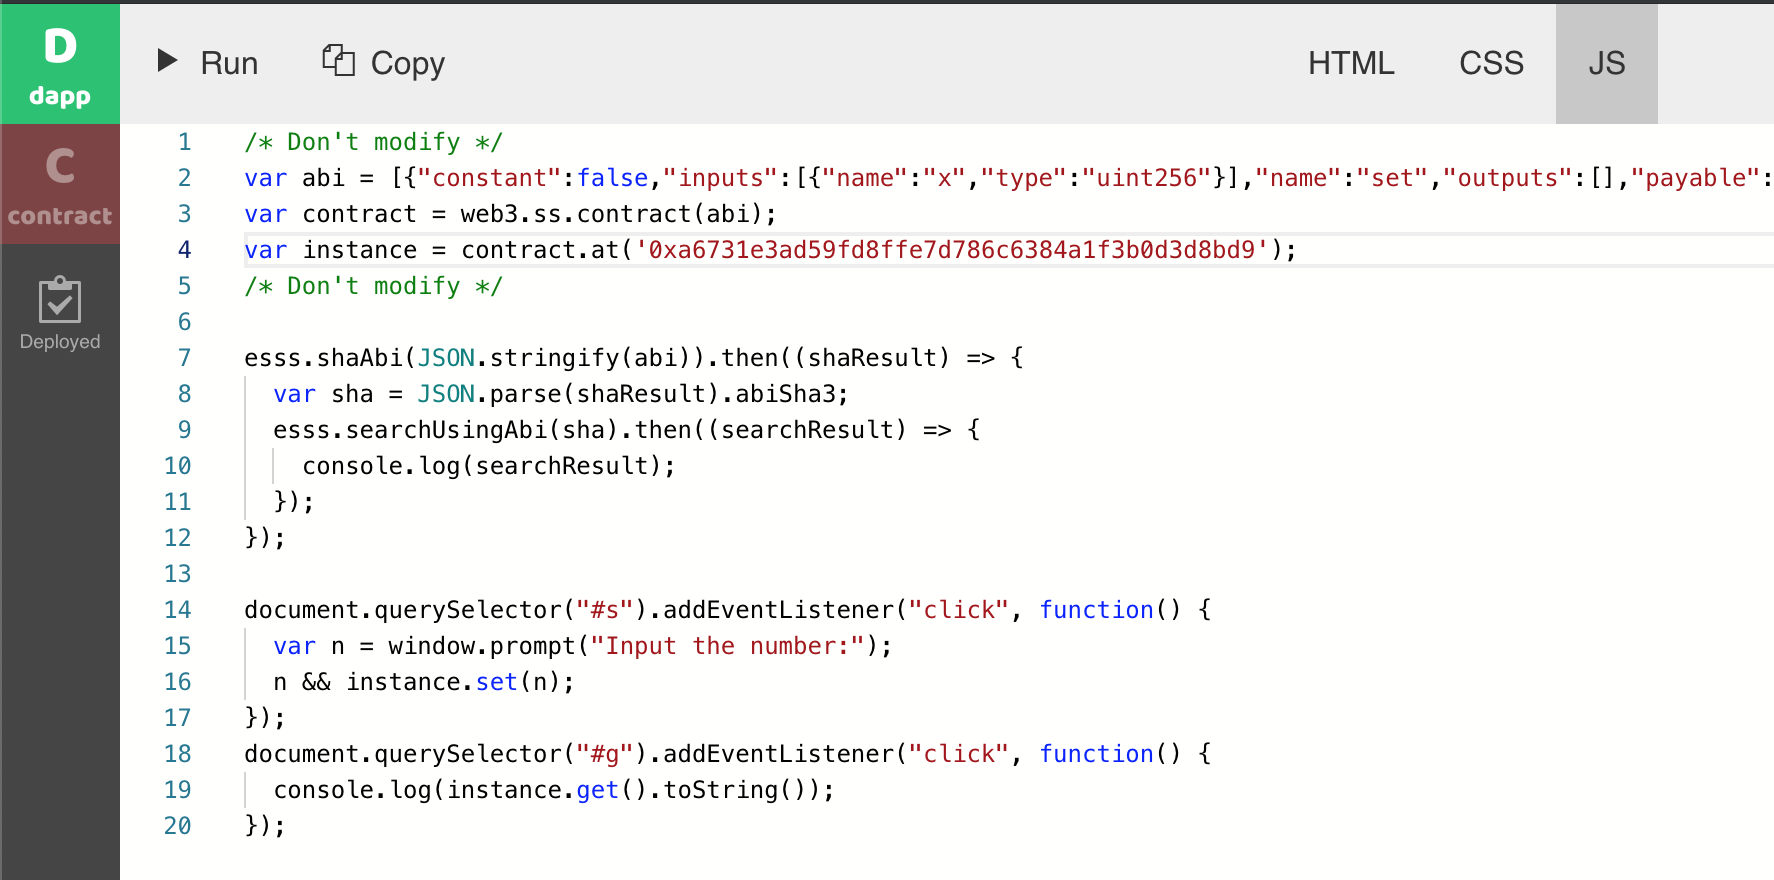 D
dapp
Run
Copy
HTML
CSS
JS
C
contract
Deployed
1 /* Don't modify */
2 var abi = [{"constant":false,"inputs":[{"name":"x","type":"uint256"}],"name":"set","outputs":[],"payable":
3 var contract = web3.ss.contract(abi);
4 var instance = contract.at('0xa6731e3ad59fd8ffe7d786c6384a1f3b0d3d8bd9');
5 /* Don't modify */
6
7 esss.shaAbi(JSON.stringify(abi)).then((shaResult) => {
8   var sha = JSON.parse(shaResult).abiSha3;
9   esss.searchUsingAbi(sha).then((searchResult) => {
10     console.log(searchResult);
11   });
12 });
13
14 document.querySelector("#s").addEventListener("click", function() {
15   var n = window.prompt("Input the number:");
16   n && instance.set(n);
17 });
18 document.querySelector("#g").addEventListener("click", function() {
19   console.log(instance.get().toString());
20 });